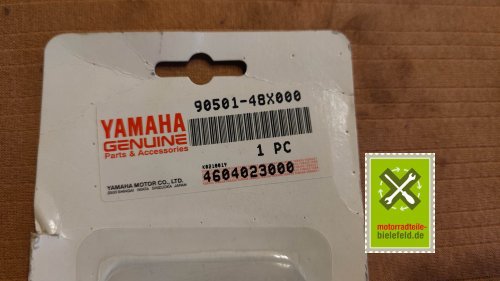 90501-48X000
YAMAHA
GENUINE
Parts & Accessories
1 PC
4604023000
YAMAHA MOTOR CO., LTD.
motorradteile-
bielefeld.de